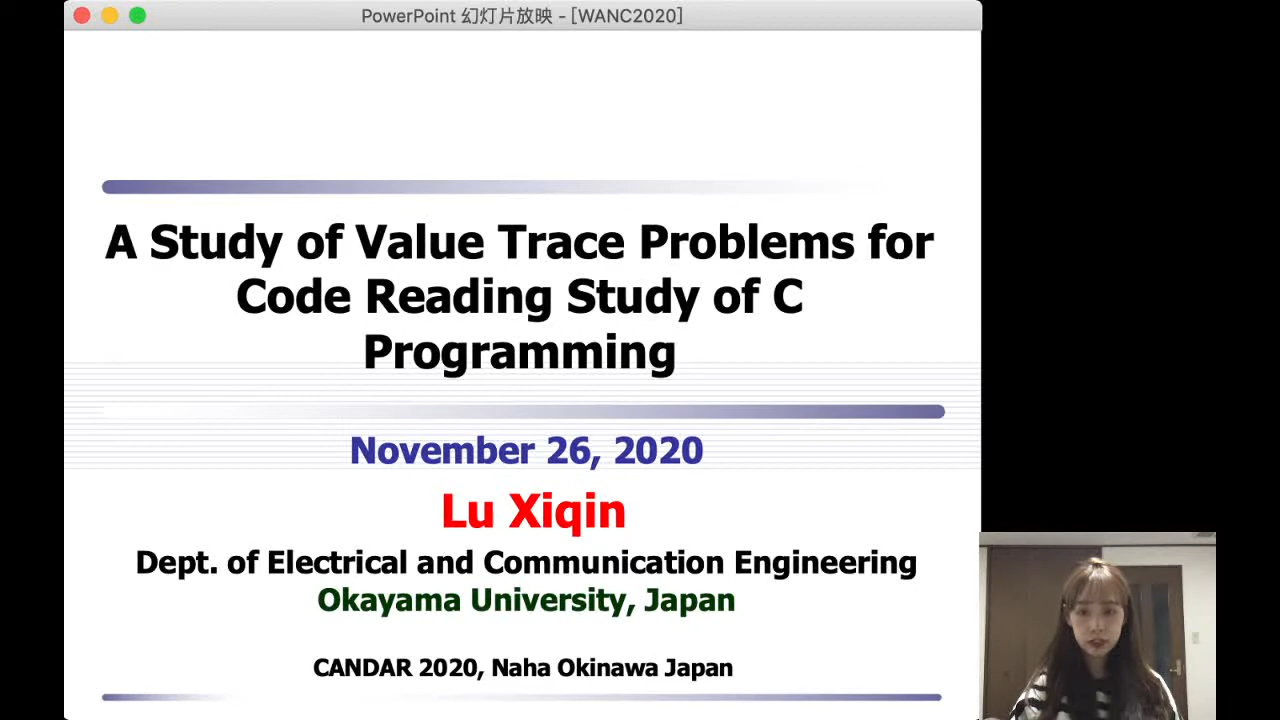 PowerPoint 幻灯片放映 - [WANC2020]
A Study of Value Trace Problems for
Code Reading Study of C
Programming
November 26, 2020
Lu Xiqin
Dept. of Electrical and Communication Engineering
Okayama University, Japan
CANDAR 2020, Naha Okinawa Japan